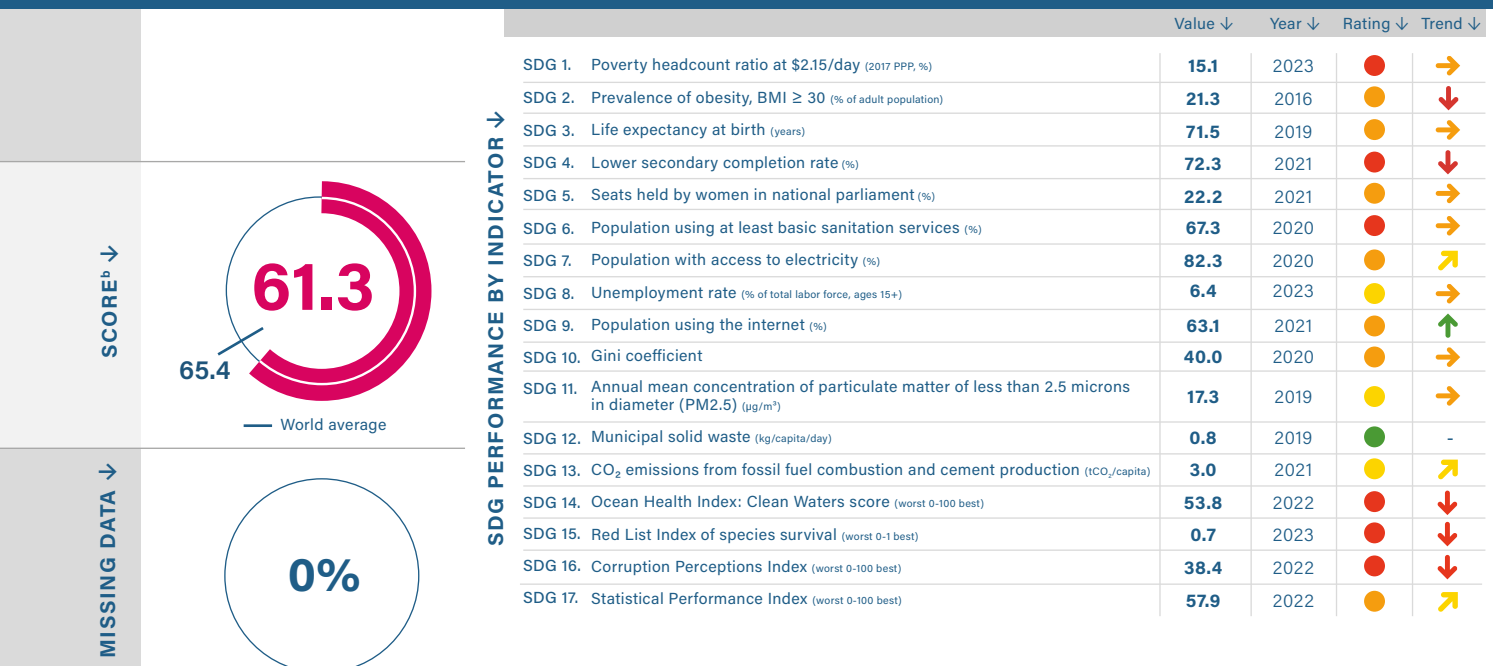 Value ↓ Year ↓ Rating ↓ Trend ↓
SCOREᵇ →
61.3
65.4
World average
MISSING DATA →
0%
SDG PERFORMANCE BY INDICATOR →
SDG 1. Poverty headcount ratio at $2.15/day (2017 PPP, %) 15.1 2023 →
SDG 2. Prevalence of obesity, BMI ≥ 30 (% of adult population) 21.3 2016 ↓
SDG 3. Life expectancy at birth (years) 71.5 2019 →
SDG 4. Lower secondary completion rate (%) 72.3 2021 ↓
SDG 5. Seats held by women in national parliament (%) 22.2 2021 →
SDG 6. Population using at least basic sanitation services (%) 67.3 2020 →
SDG 7. Population with access to electricity (%) 82.3 2020 ↗
SDG 8. Unemployment rate (% of total labor force, ages 15+) 6.4 2023 →
SDG 9. Population using the internet (%) 63.1 2021 ↑
SDG 10. Gini coefficient 40.0 2020 →
SDG 11. Annual mean concentration of particulate matter of less than 2.5 microns
in diameter (PM2.5) (μg/m³) 17.3 2019 →
SDG 12. Municipal solid waste (kg/capita/day) 0.8 2019 -
SDG 13. CO₂ emissions from fossil fuel combustion and cement production (tCO₂/capita) 3.0 2021 ↗
SDG 14. Ocean Health Index: Clean Waters score (worst 0-100 best) 53.8 2022 ↓
SDG 15. Red List Index of species survival (worst 0-1 best) 0.7 2023 ↓
SDG 16. Corruption Perceptions Index (worst 0-100 best) 38.4 2022 ↓
SDG 17. Statistical Performance Index (worst 0-100 best) 57.9 2022 ↗